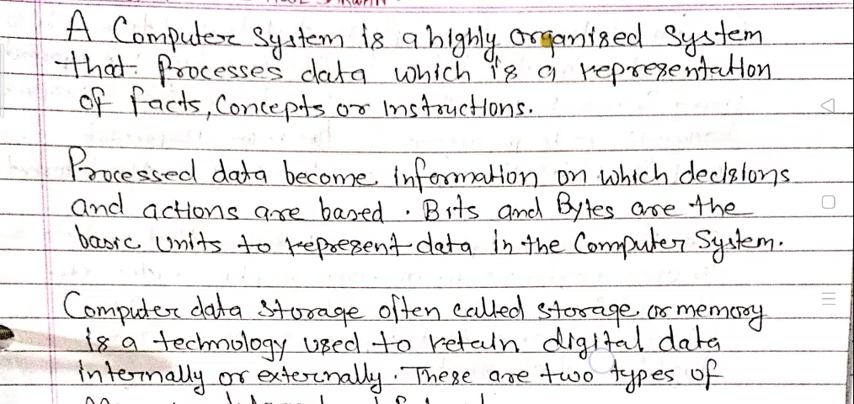 A Computer System is a highly organised system
that processes data which is a representation
of facts, Concepts or Instructions.
Processed data become information on which decisions
and actions are based. Bits and Bytes are the
basic units to represent data in the Computer System.
Computer data storage often called storage or memory
is a technology used to retain digital data
internally or externally. These are two types of